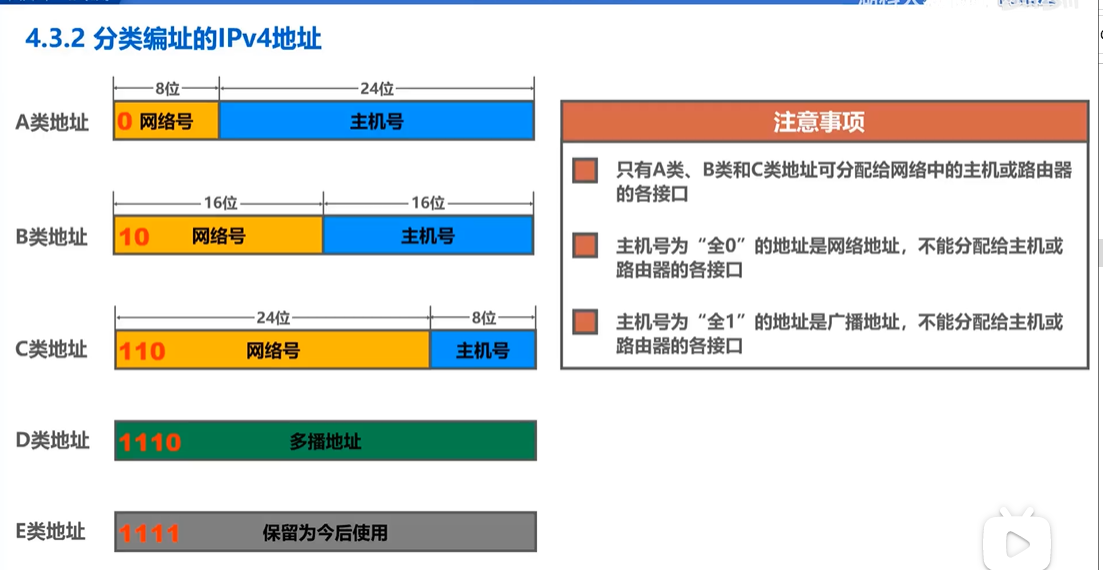 4.3.2 分类编址的IPv4地址
8位
24位
A类地址
0 网络号
主机号
16位
16位
B类地址
10 网络号
主机号
24位
8位
C类地址
110 网络号
主机号
D类地址
1110 多播地址
E类地址
1111 保留为今后使用
注意事项
只有A类、B类和C类地址可分配给网络中的主机或路由器
的各接口
主机号为“全0”的地址是网络地址，不能分配给主机或
路由器的各接口
主机号为“全1”的地址是广播地址，不能分配给主机或
路由器的各接口